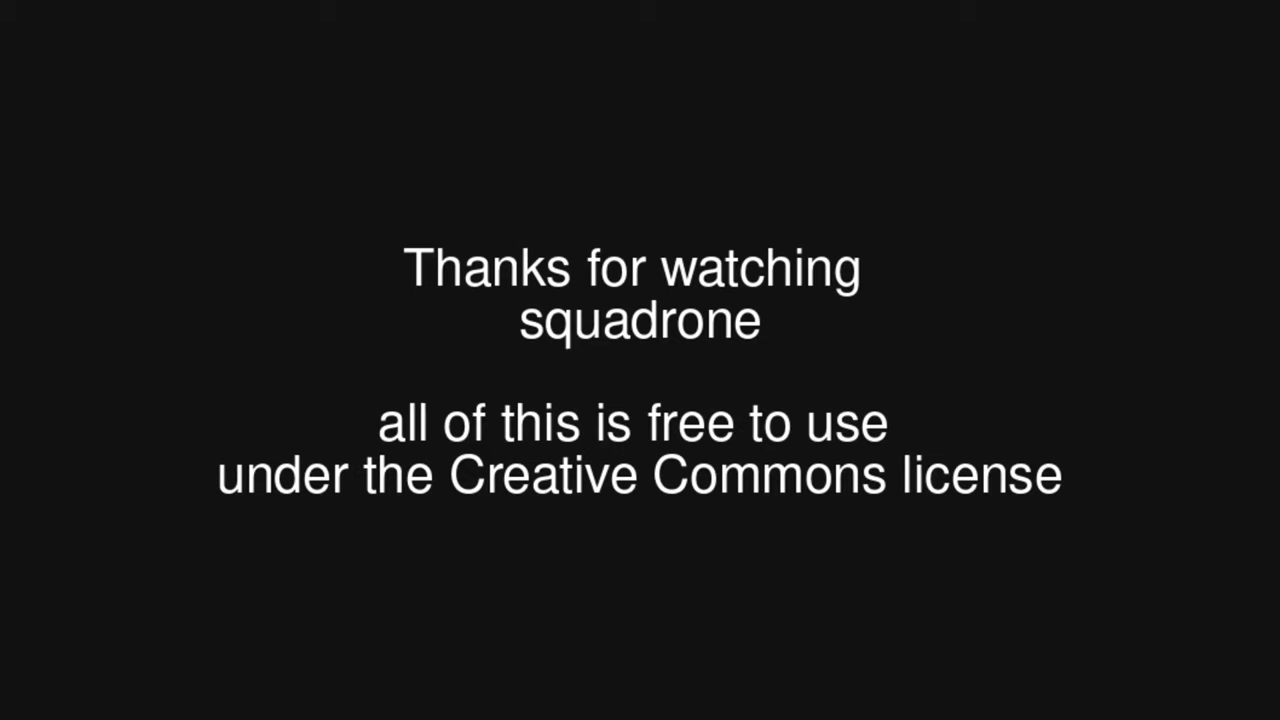 Thanks for watching
squadrone
all of this is free to use
under the Creative Commons license